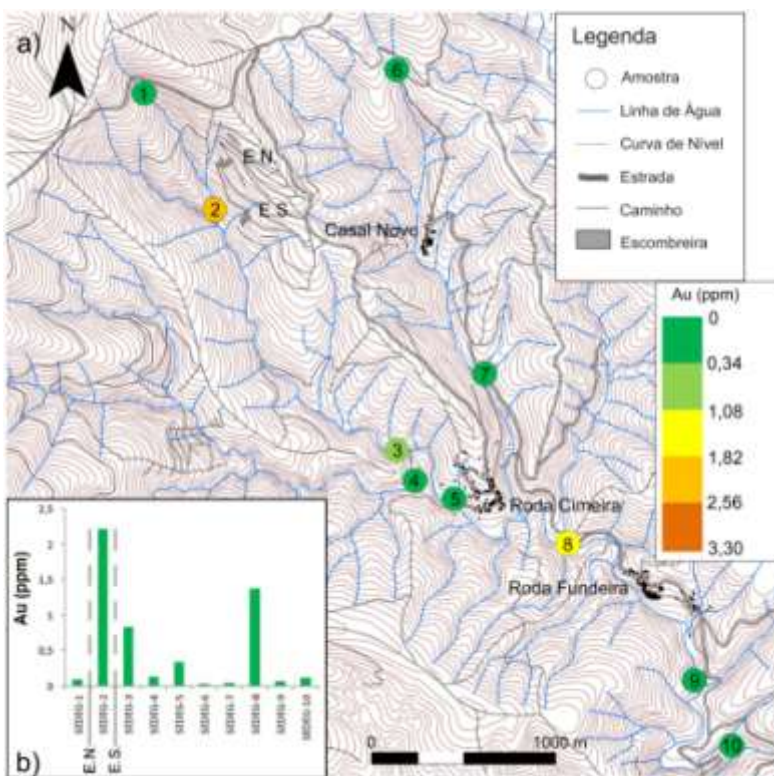 a)
N
1
6
2
E.N.
E.S.
Casal Novo
7
3
4
5
Roda Cimeira
8
Roda Fundeira
9
10
0
1000 m
Legenda
Amostra
Linha de Água
Curva de Nível
Estrada
Caminho
Escombreira
Au (ppm)
0
0,34
1,08
1,82
2,56
3,30
Au (ppm)
2,5
2
1,5
1
0,5
0
E.N
E.S.
b)